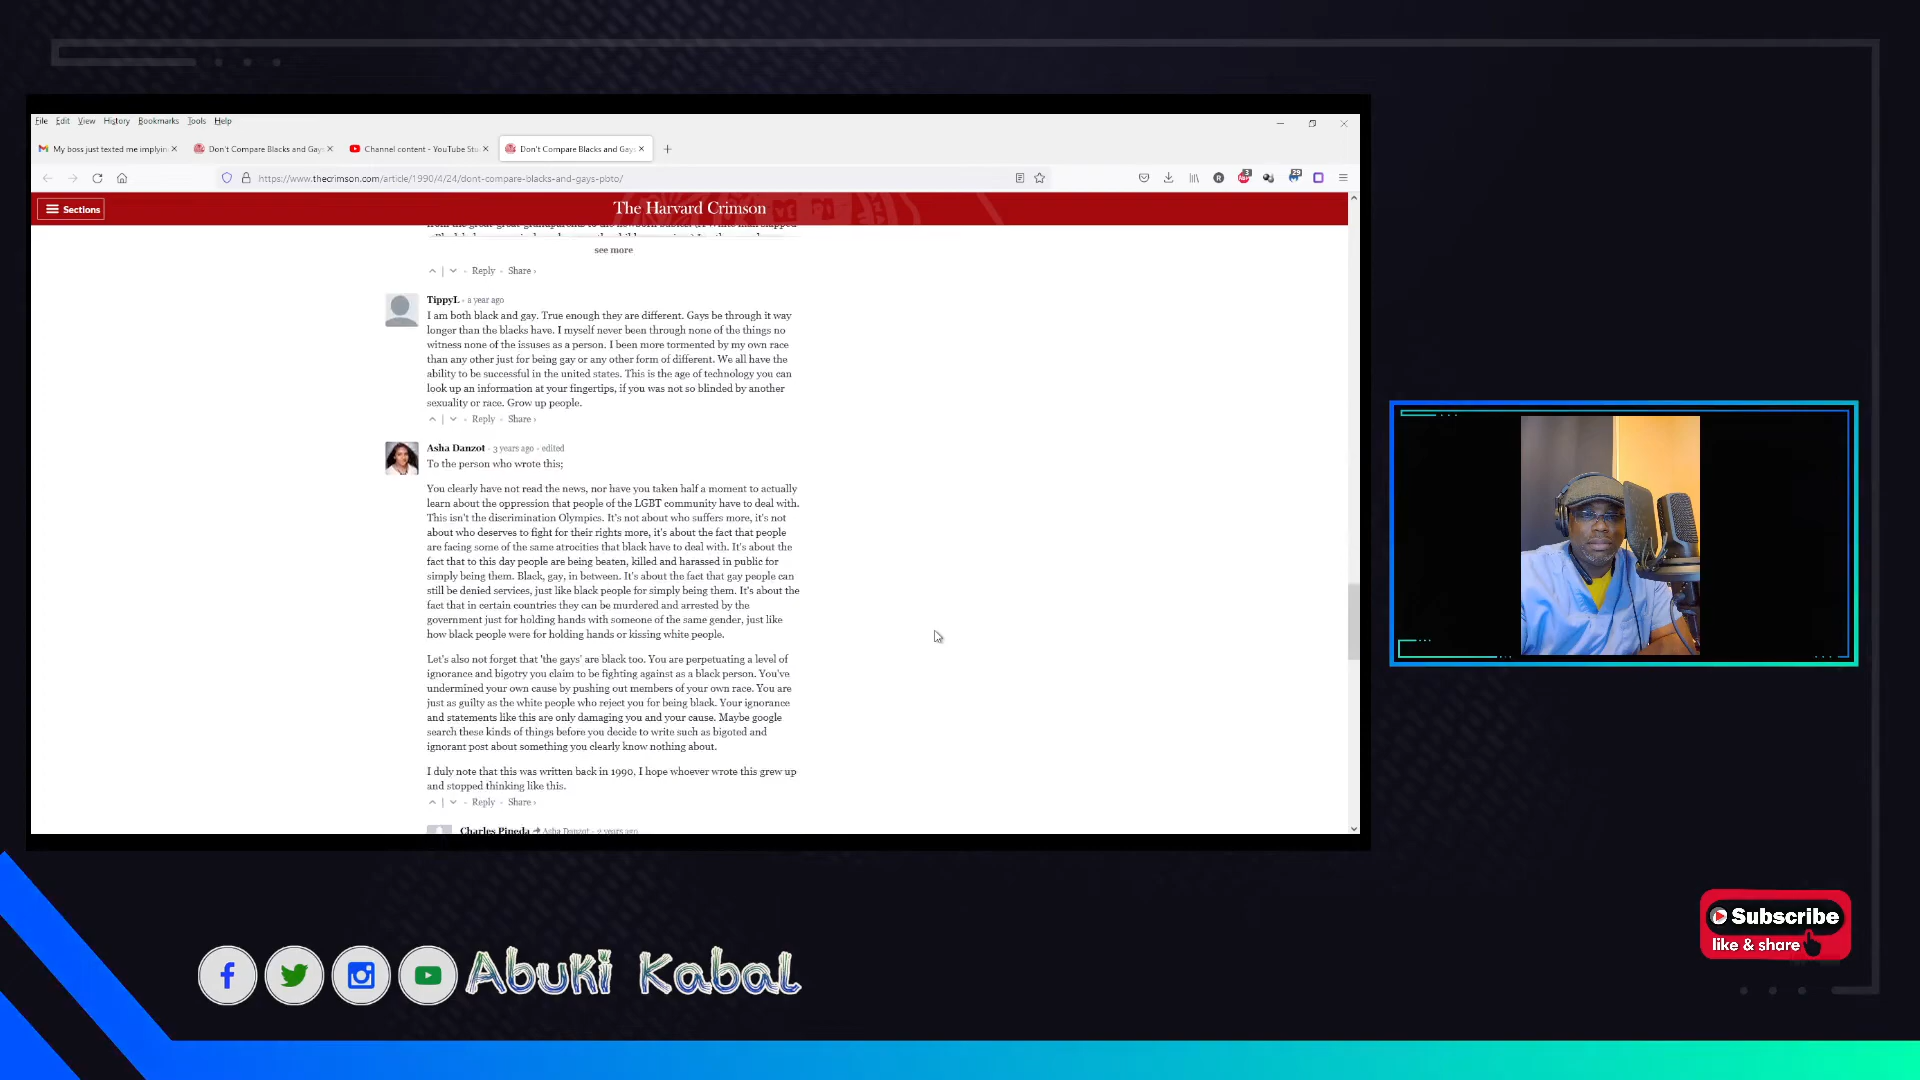 File Edit View History Bookmarks Tools Help
My boss just texted me implyin
Don't Compare Blacks and Gays
Channel content - YouTube Stu
Don't Compare Blacks and Gays
https://www.thecrimson.com/article/1990/4/24/dont-compare-blacks-and-gays-pbto/
3
29
Sections
The Harvard Crimson
see more
Reply Share ›
TippyL - a year ago
I am both black and gay. True enough they are different. Gays be through it way
longer than the blacks have. I myself never been through none of the things no
witness none of the issuses as a person. I been more tormented by my own race
than any other just for being gay or any other form of different. We all have the
ability to be successful in the united states. This is the age of technology you can
look up an information at your fingertips, if you was not so blinded by another
sexuality or race. Grow up people.
Reply Share ›
Asha Danzot - 3 years ago - edited
To the person who wrote this;
You clearly have not read the news, nor have you taken half a moment to actually
learn about the oppression that people of the LGBT community have to deal with.
This isn't the discrimination Olympics. It's not about who suffers more, it's not
about who deserves to fight for their rights more, it's about the fact that people
are facing some of the same atrocities that black have to deal with. It's about the
fact that to this day people are being beaten, killed and harassed in public for
simply being them. Black, gay, in between. It's about the fact that gay people can
still be denied services, just like black people for simply being them. It's about the
fact that in certain countries they can be murdered and arrested by the
government just for holding hands with someone of the same gender, just like
how black people were for holding hands or kissing white people.
Let's also not forget that 'the gays' are black too. You are perpetuating a level of
ignorance and bigotry you claim to be fighting against as a black person. You've
undermined your own cause by pushing out members of your own race. You are
just as guilty as the white people who reject you for being black. Your ignorance
and statements like this are only damaging you and your cause. Maybe google
search these kinds of things before you decide to write such as bigoted and
ignorant post about something you clearly know nothing about.
I duly note that this was written back in 1990, I hope whoever wrote this grew up
and stopped thinking like this.
Reply Share ›
Charles Pineda Asha Danzot - 2 years ago
Subscribe
like & share
Abuki Kabal